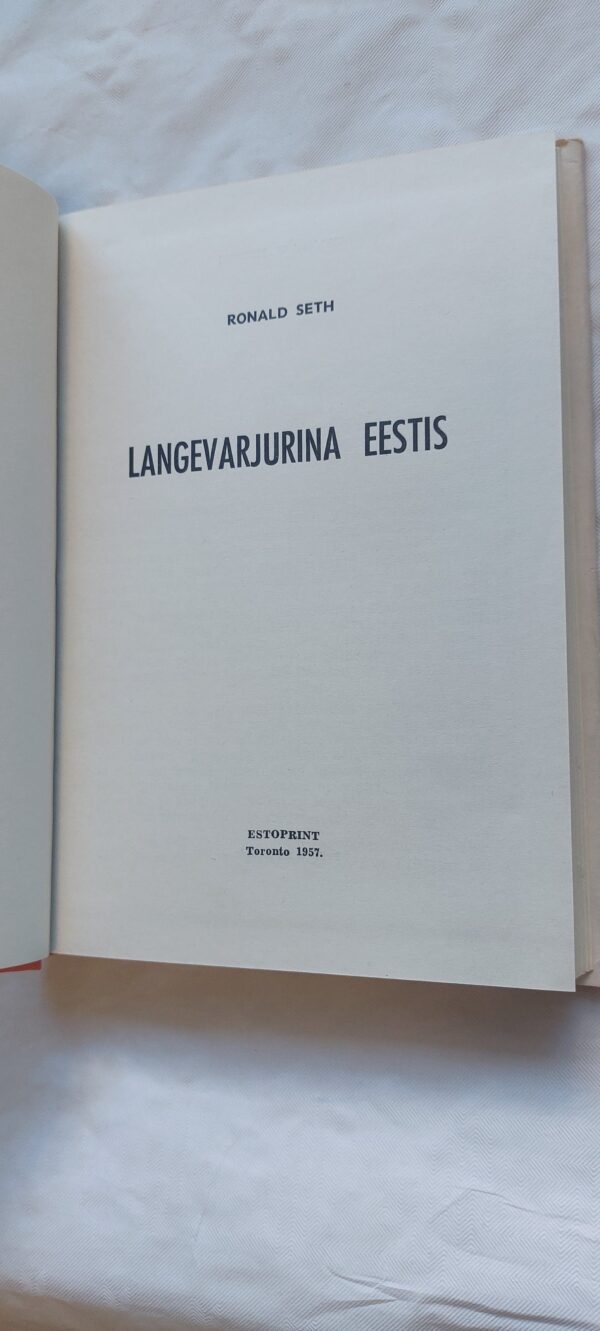 RONALD SETH
LANGEVARJURINA EESTIS
ESTOPRINT
Toronto 1957.